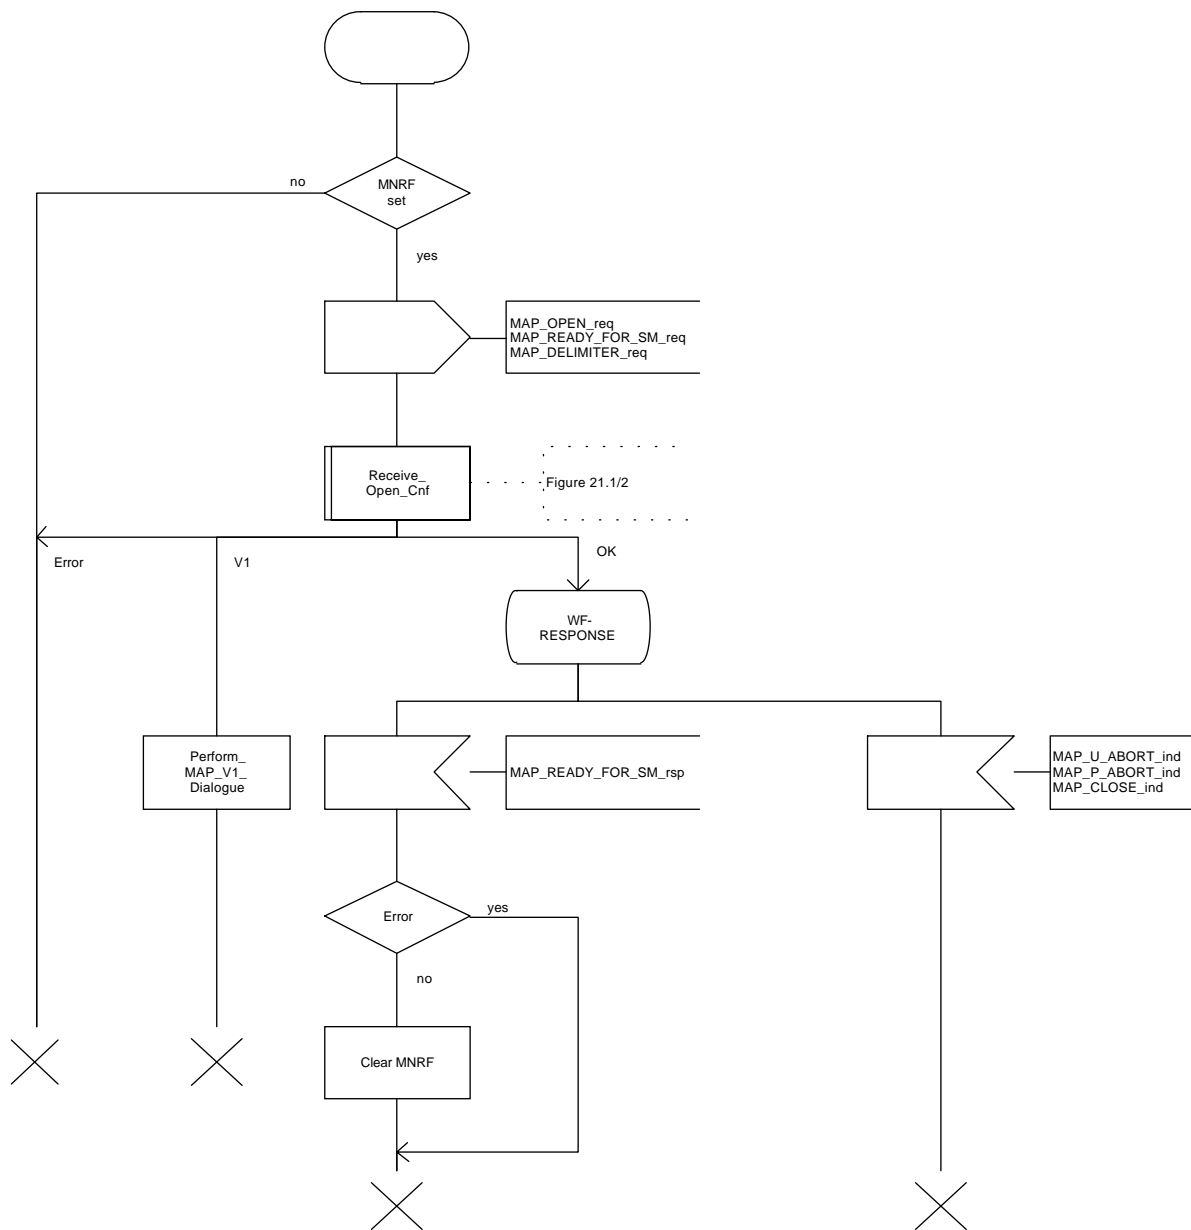 no
MNRF
set
yes
MAP_OPEN_req
MAP_READY_FOR_SM_req
MAP_DELIMITER_req
Receive_
Open_Cnf
Figure 21.1/2
Error
V1
OK
WF-
RESPONSE
Perform_
MAP_V1_
Dialogue
MAP_READY_FOR_SM_rsp
MAP_U_ABORT_ind
MAP_P_ABORT_ind
MAP_CLOSE_ind
Error
yes
no
Clear MNRF